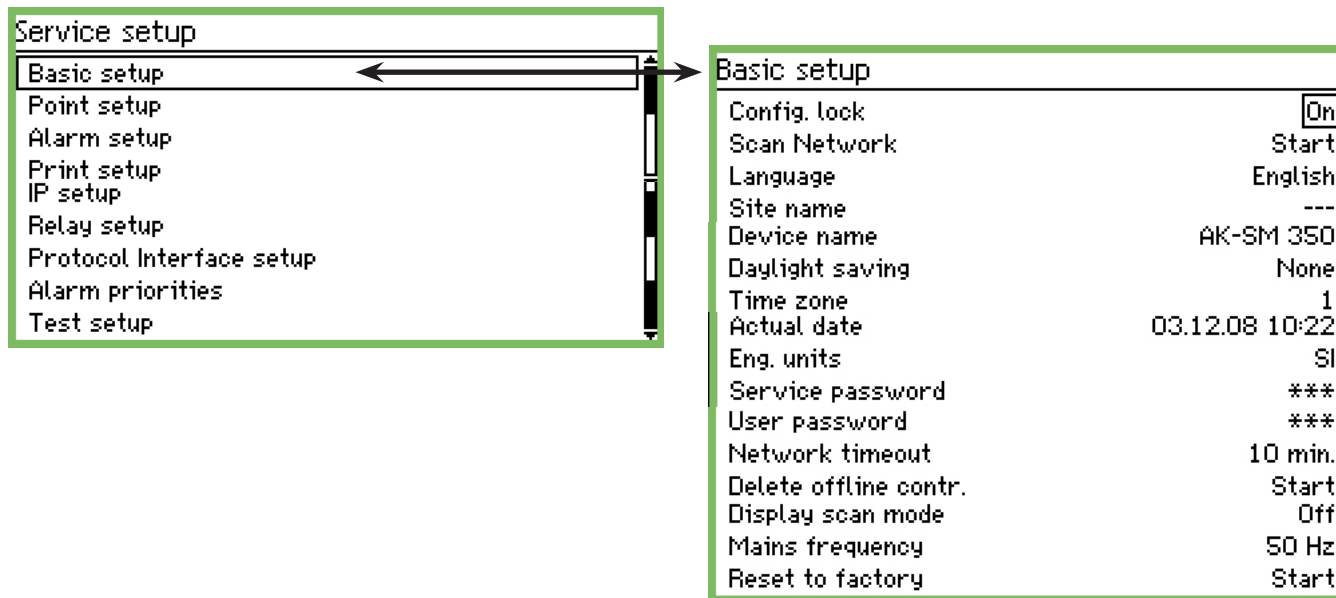 Service setup
Basic setup
Point setup
Alarm setup
Print setup
IP setup
Relay setup
Protocol Interface setup
Alarm priorities
Test setup
Basic setup
Config. lock On
Scan Network Start
Language English
Site name ---
Device name AK-SM 350
Daylight saving None
Time zone 1
Actual date 03.12.08 10:22
Eng. units SI
Service password ***
User password ***
Network timeout 10 min.
Delete offline contr. Start
Display scan mode Off
Mains frequency 50 Hz
Reset to factory Start